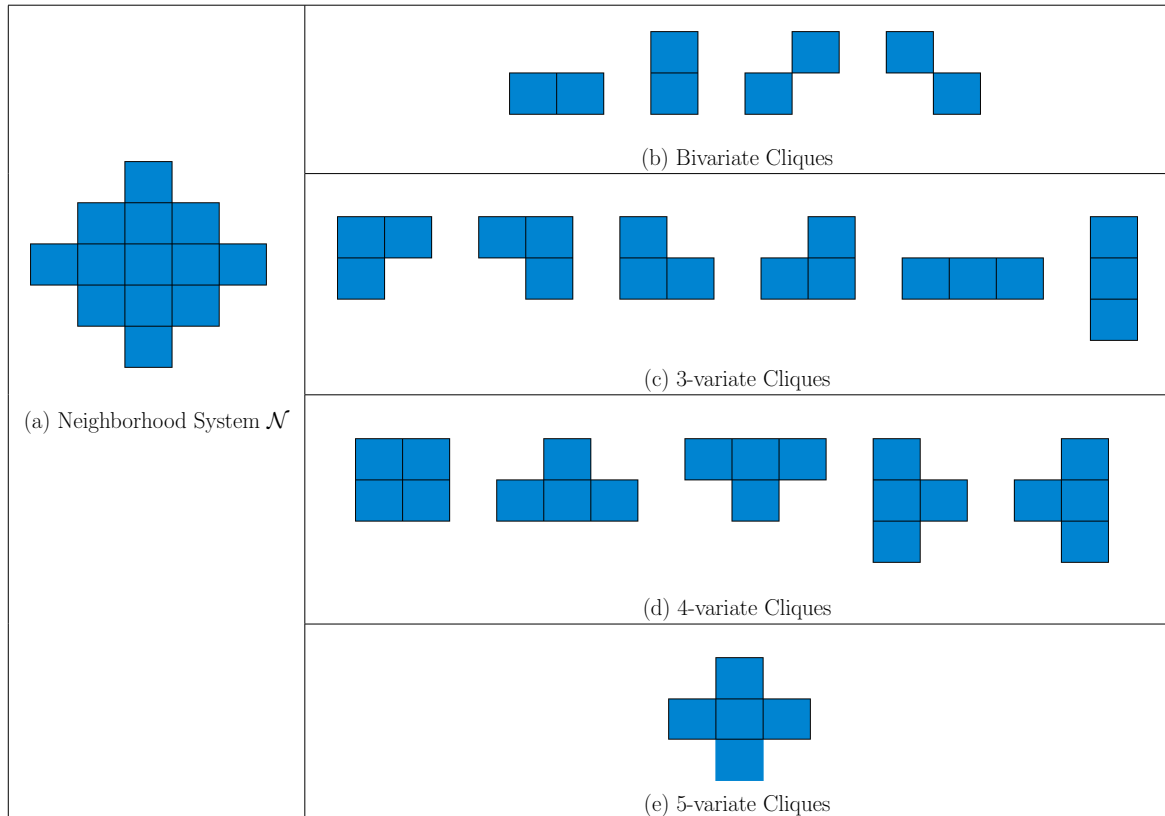 (b) Bivariate Cliques
(c) 3-variate Cliques
(a) Neighborhood System 𝒩
(d) 4-variate Cliques
(e) 5-variate Cliques